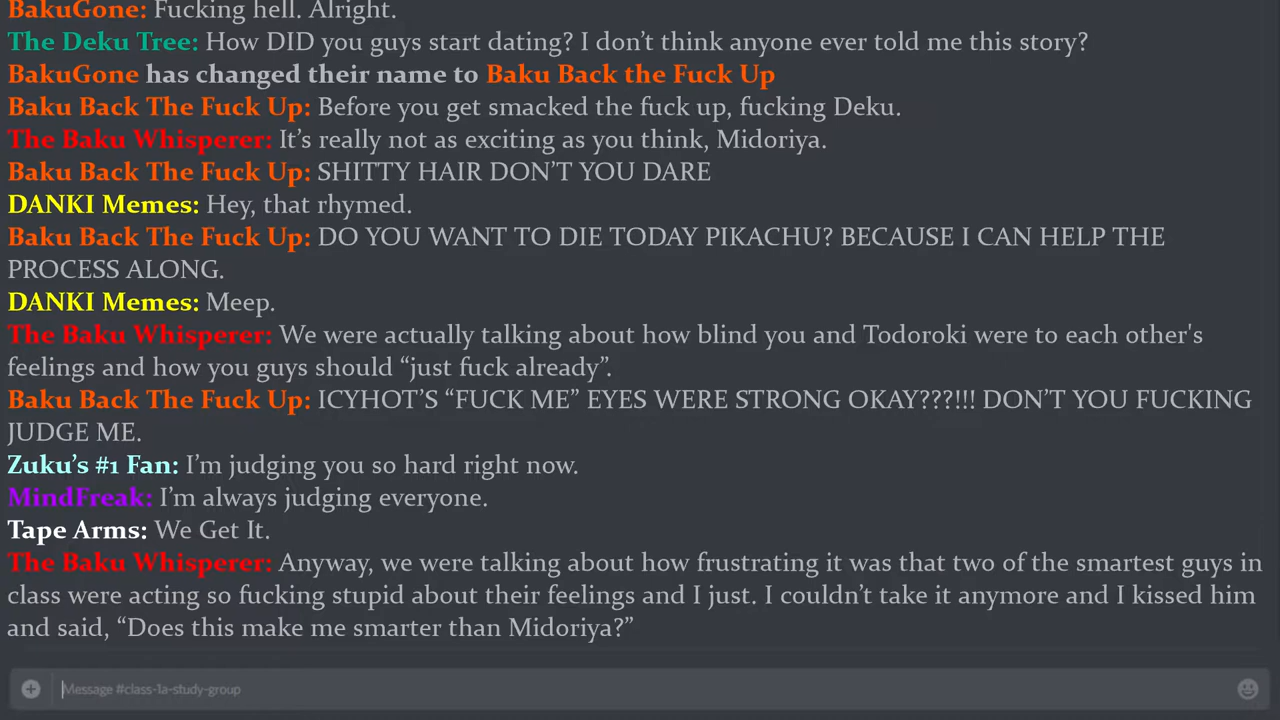 BakuGone: Fucking hell. Alright.
The Deku Tree: How DID you guys start dating? I don’t think anyone ever told me this story?
BakuGone has changed their name to Baku Back the Fuck Up
Baku Back The Fuck Up: Before you get smacked the fuck up, fucking Deku.
The Baku Whisperer: It’s really not as exciting as you think, Midoriya.
Baku Back The Fuck Up: SHITTY HAIR DON’T YOU DARE
DANKI Memes: Hey, that rhymed.
Baku Back The Fuck Up: DO YOU WANT TO DIE TODAY PIKACHU? BECAUSE I CAN HELP THE
PROCESS ALONG.
DANKI Memes: Meep.
The Baku Whisperer: We were actually talking about how blind you and Todoroki were to each other's
feelings and how you guys should “just fuck already”.
Baku Back The Fuck Up: ICYHOT’S “FUCK ME” EYES WERE STRONG OKAY???!!! DON’T YOU FUCKING
JUDGE ME.
Zuku’s #1 Fan: I’m judging you so hard right now.
MindFreak: I’m always judging everyone.
Tape Arms: We Get It.
The Baku Whisperer: Anyway, we were talking about how frustrating it was that two of the smartest guys in
class were acting so fucking stupid about their feelings and I just. I couldn’t take it anymore and I kissed him
and said, “Does this make me smarter than Midoriya?”
Message #class-1a-study-group